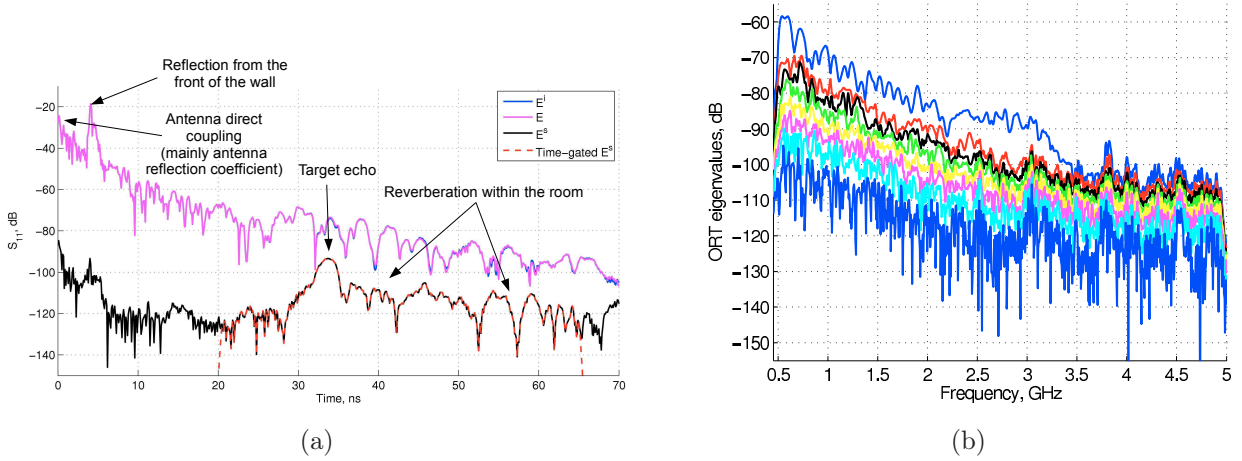 Reflection from the
front of the wall
Antenna direct
coupling
(mainly antenna
reflection coefficient)
Target echo
Reverberation within the room
E^i
E
E^s
Time-gated E^s
S_11, dB
−20
−40
−60
−80
−100
−120
−140
0 10 20 30 40 50 60 70
Time, ns
(a)
ORT eigenvalues, dB
−60
−70
−80
−90
−100
−110
−120
−130
−140
−150
0.5 1 1.5 2 2.5 3 3.5 4 4.5 5
Frequency, GHz
(b)